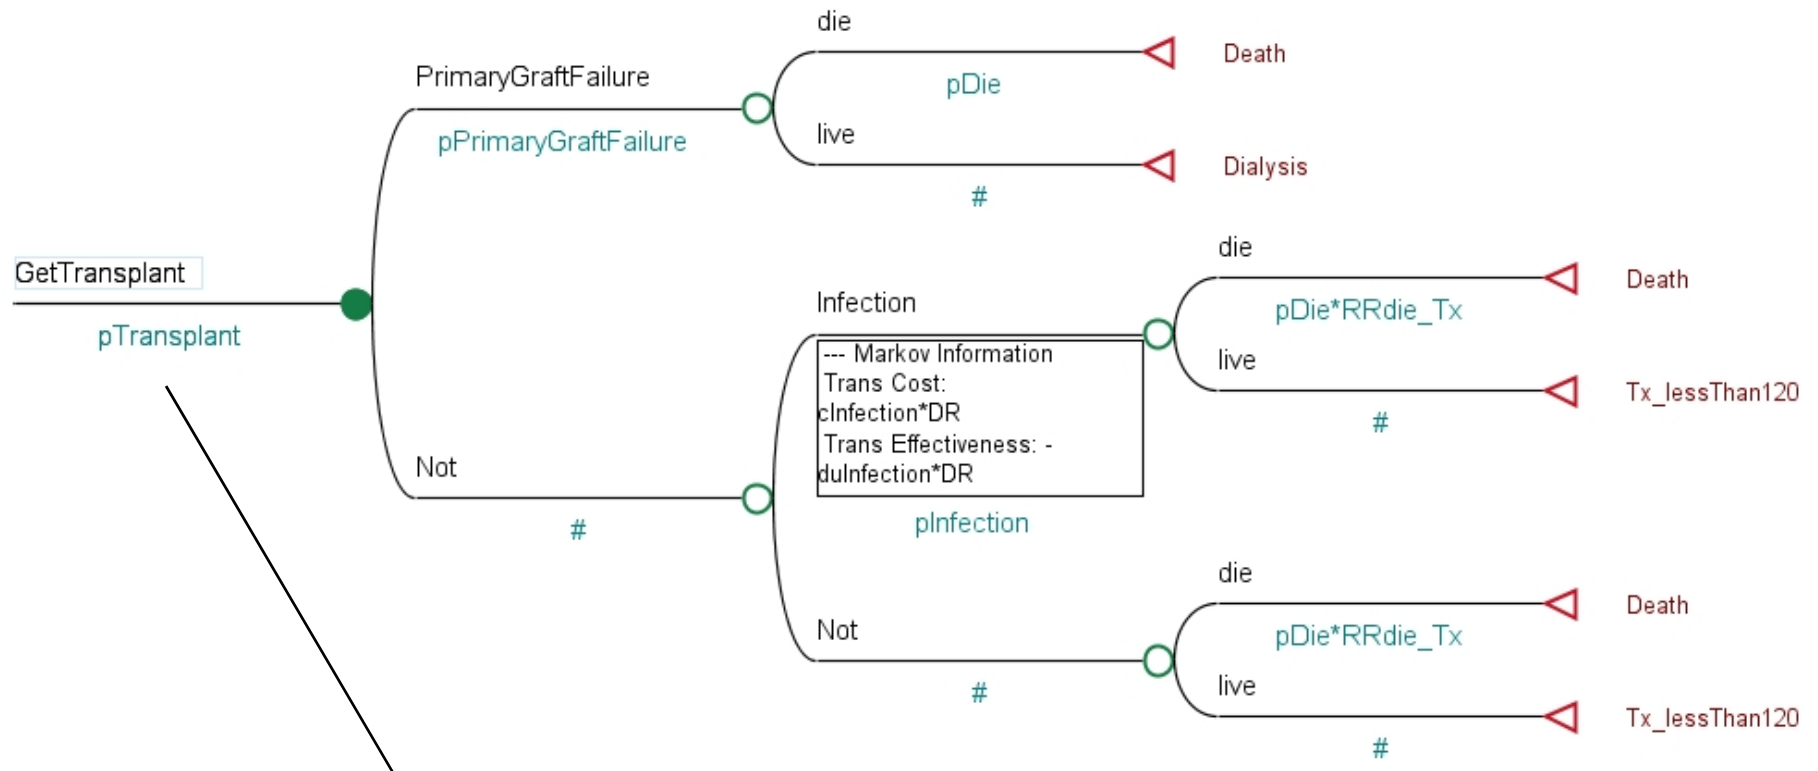 die
Death
pDie
PrimaryGraftFailure
pPrimaryGraftFailure
live
Dialysis
#
GetTransplant
pTransplant
die
Death
pDie*RRdie_Tx
Infection
--- Markov Information
Trans Cost:
cInfection*DR
Trans Effectiveness: -
duInfection*DR
pInfection
live
Tx_lessThan120
#
Not
#
die
Death
pDie*RRdie_Tx
Not
#
live
Tx_lessThan120
#